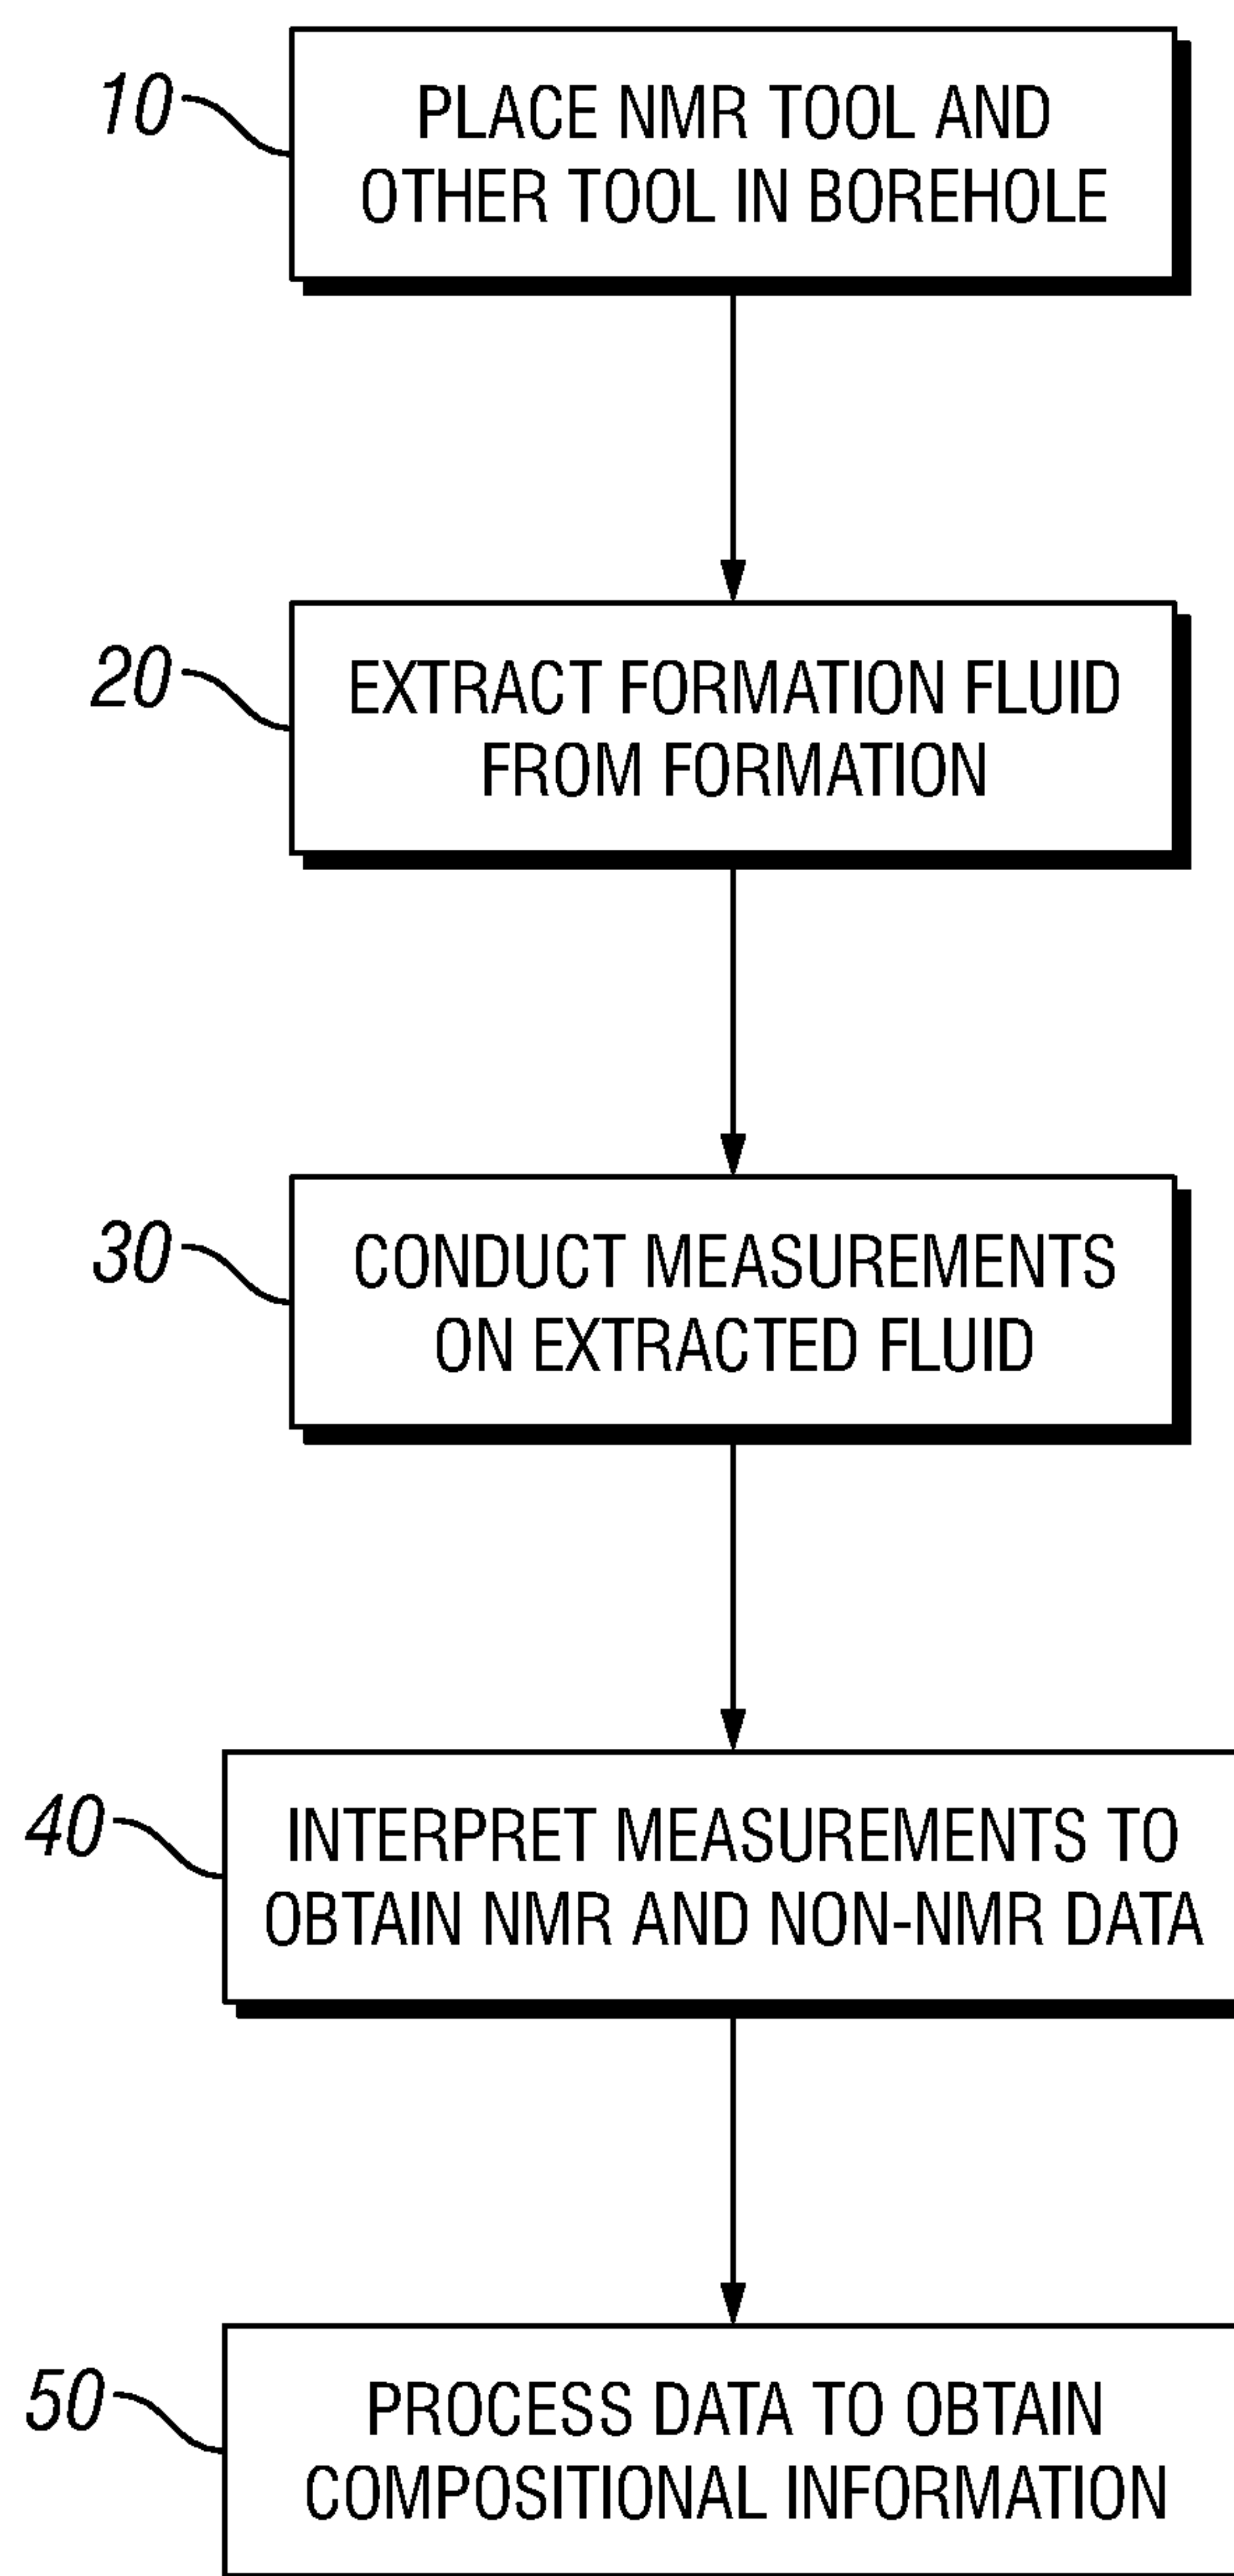 10
PLACE NMR TOOL AND
OTHER TOOL IN BOREHOLE
20
EXTRACT FORMATION FLUID
FROM FORMATION
30
CONDUCT MEASUREMENTS
ON EXTRACTED FLUID
40
INTERPRET MEASUREMENTS TO
OBTAIN NMR AND NON-NMR DATA
50
PROCESS DATA TO OBTAIN
COMPOSITIONAL INFORMATION